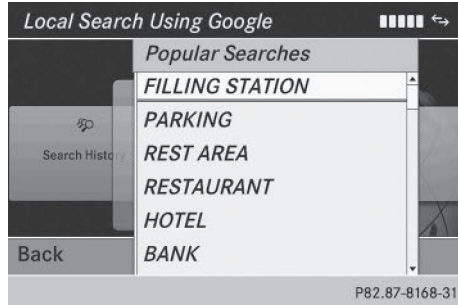 Local Search Using Google
Popular Searches
FILLING STATION
PARKING
Search History
REST AREA
RESTAURANT
HOTEL
Back
BANK
P82.87-8168-31